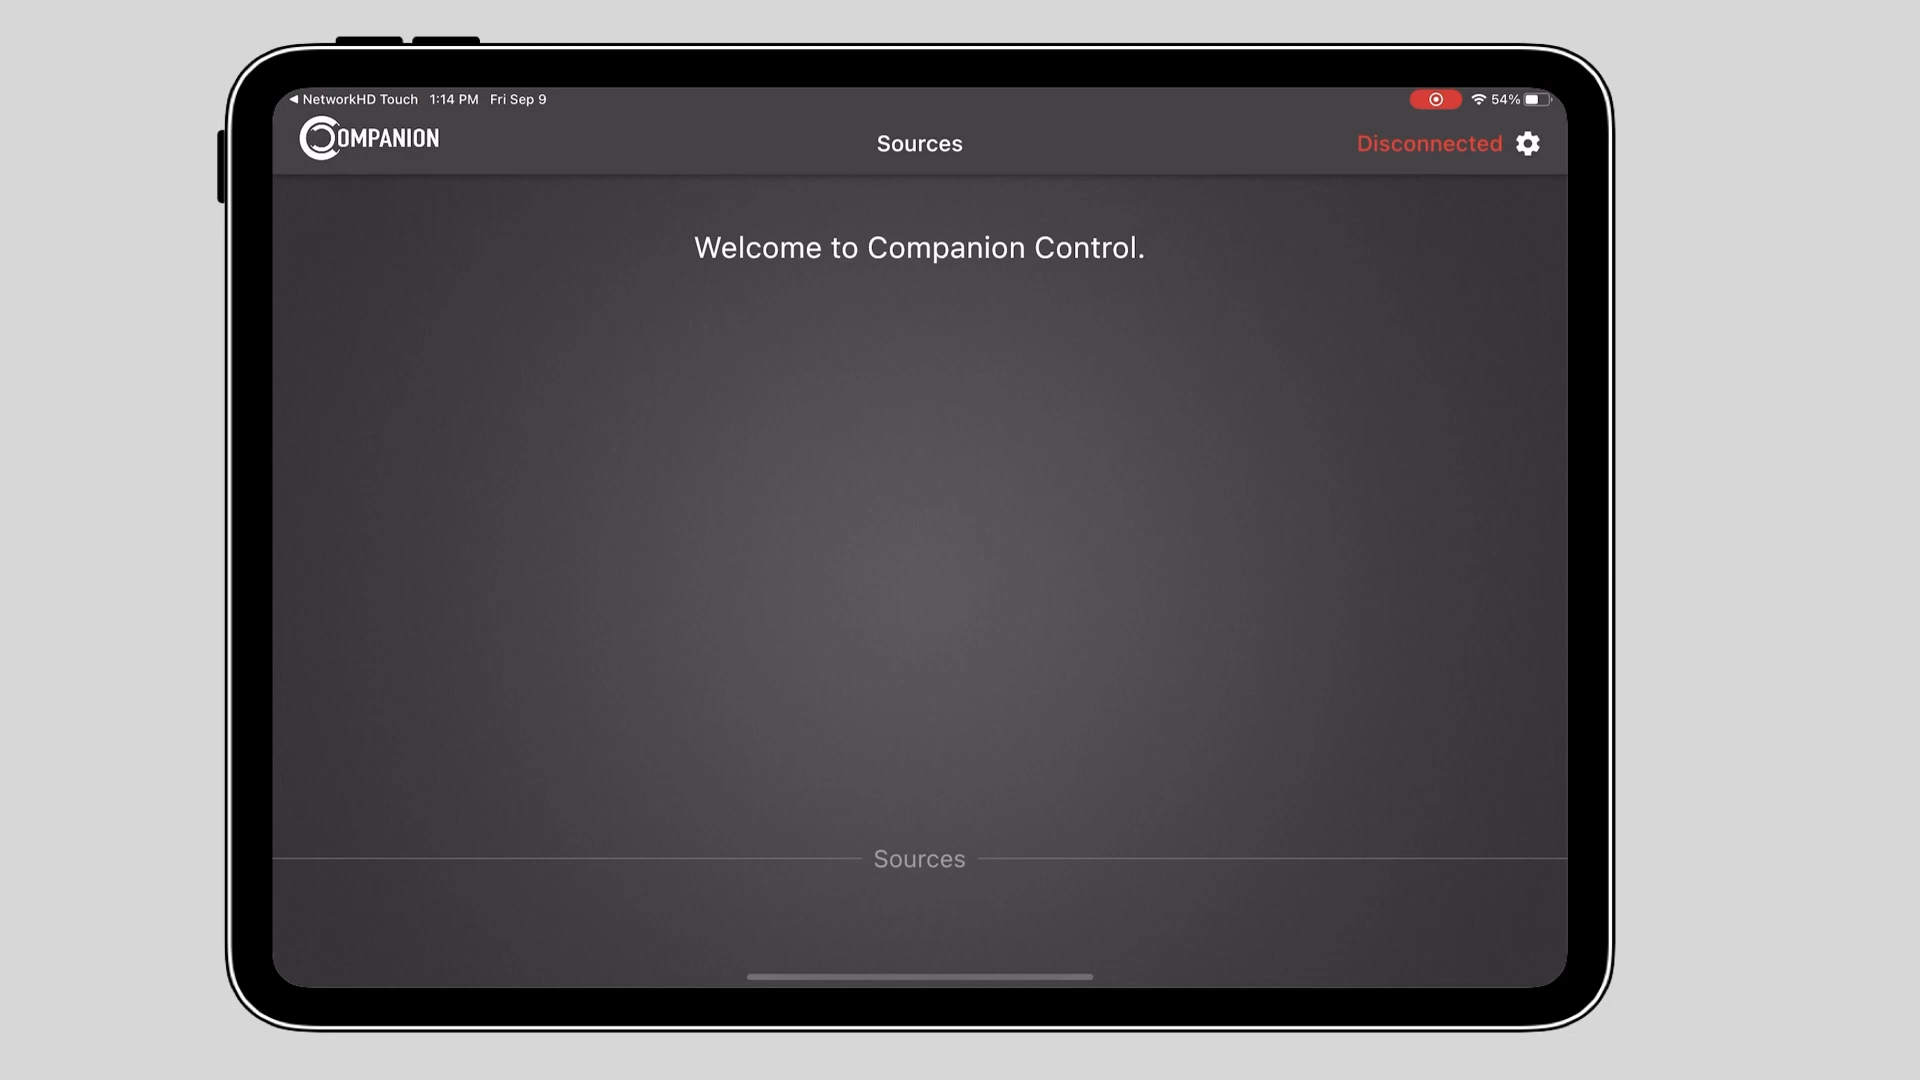 NetworkHD Touch 1:14 PM Fri Sep 9 54%
COMPANION Sources Disconnected
Welcome to Companion Control.
Sources